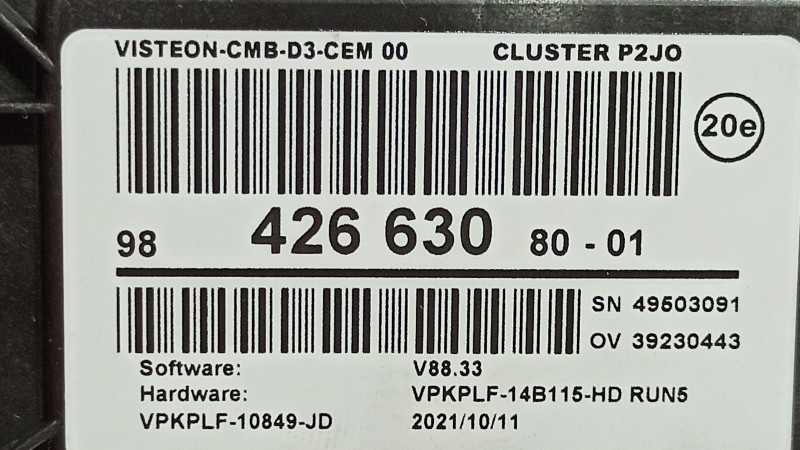 VISTEON-CMB-D3-CEM 00 CLUSTER P2JO
20e
98 426 630 80 - 01
SN 49503091
OV 39230443
Software: V88.33
Hardware: VPKPLF-14B115-HD RUN5
VPKPLF-10849-JD 2021/10/11